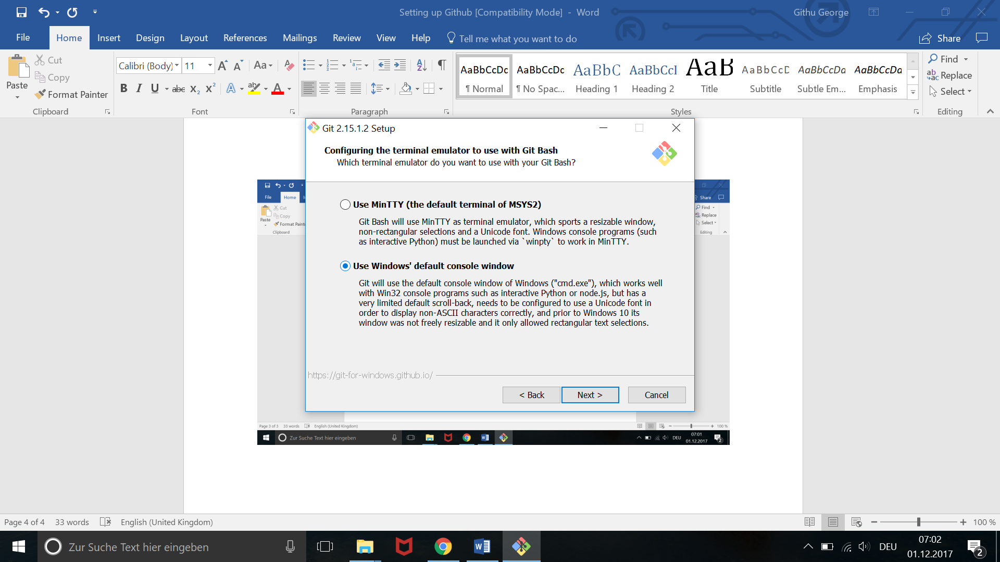 Setting up Github [Compatibility Mode] - Word
Githu George
File
Home
Insert
Design
Layout
References
Mailings
Review
View
Help
Tell me what you want to do
Share
Paste
Cut
Copy
Format Painter
Clipboard
Calibri (Body)
11
Aa
B I U abc X₂ X²
Font
Paragraph
AaBbCcDc
¶ Normal
AaBbCcDc
¶ No Spac...
AaBbC
Heading 1
AaBbCcI
Heading 2
AaB
Title
AaBbCcD
Subtitle
AaBbCcDa
Subtle Em...
AaBbCcDa
Emphasis
Styles
Find
Replace
Select
Editing
Git 2.15.1.2 Setup
Configuring the terminal emulator to use with Git Bash
Which terminal emulator do you want to use with your Git Bash?
Use MinTTY (the default terminal of MSYS2)
Git Bash will use MinTTY as terminal emulator, which sports a resizable window,
non-rectangular selections and a Unicode font. Windows console programs (such
as interactive Python) must be launched via `winpty` to work in MinTTY.
Use Windows' default console window
Git will use the default console window of Windows ("cmd.exe"), which works well
with Win32 console programs such as interactive Python or node.js, but has a
very limited default scroll-back, needs to be configured to use a Unicode font in
order to display non-ASCII characters correctly, and prior to Windows 10 its
window was not freely resizable and it only allowed rectangular text selections.
https://git-for-windows.github.io/
< Back
Next >
Cancel
File
Home
Paste
Cut
Copy
Format Paint
Clipboard
Share
Find
Replace
Select
Editing
Page 3 of 3 33 words English (United Kingdom)
100 %
Zur Suche Text hier eingeben
DEU
07:01
01.12.2017
2
Page 4 of 4 33 words English (United Kingdom)
100 %
Zur Suche Text hier eingeben
DEU
07:02
01.12.2017
2